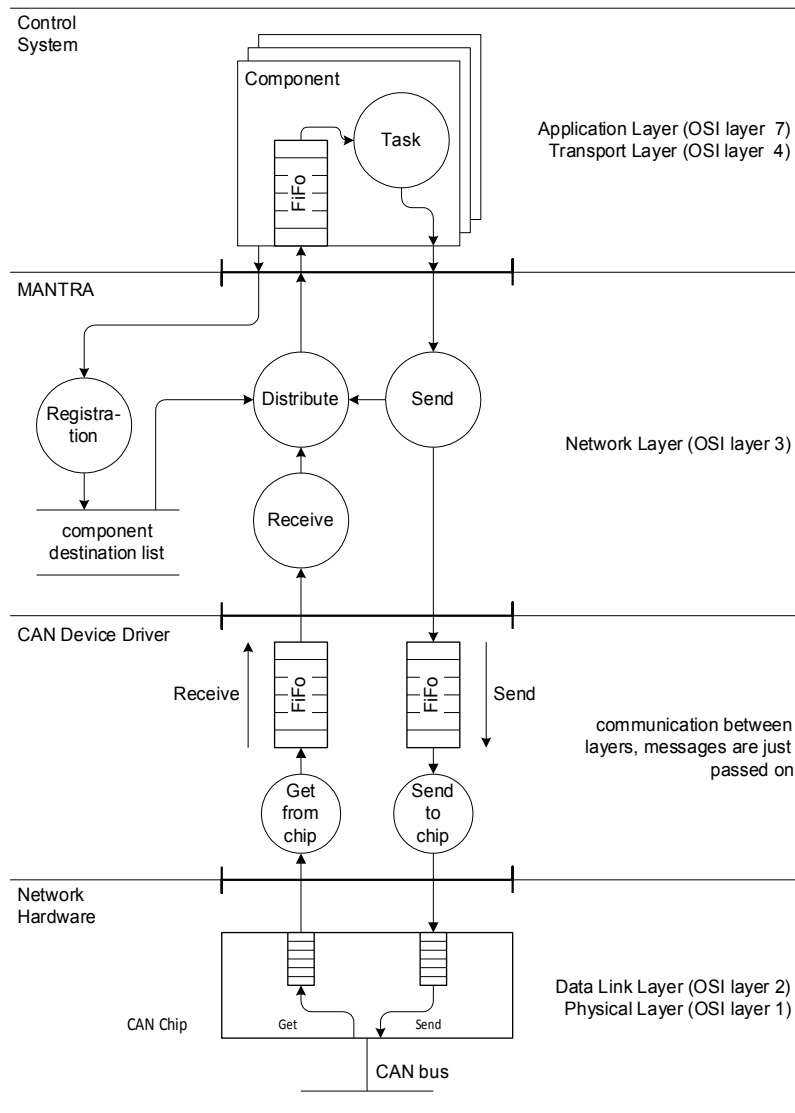 Control
System
Component
Task
FiFo
Application Layer (OSI layer 7)
Transport Layer (OSI layer 4)
MANTRA
Registra-
tion
Distribute
Send
Receive
component
destination list
Network Layer (OSI layer 3)
CAN Device Driver
Receive
FiFo
FiFo
Send
communication between
layers, messages are just
passed on
Get
from
chip
Send
to
chip
Network
Hardware
CAN Chip
Get
Send
Data Link Layer (OSI layer 2)
Physical Layer (OSI layer 1)
CAN bus